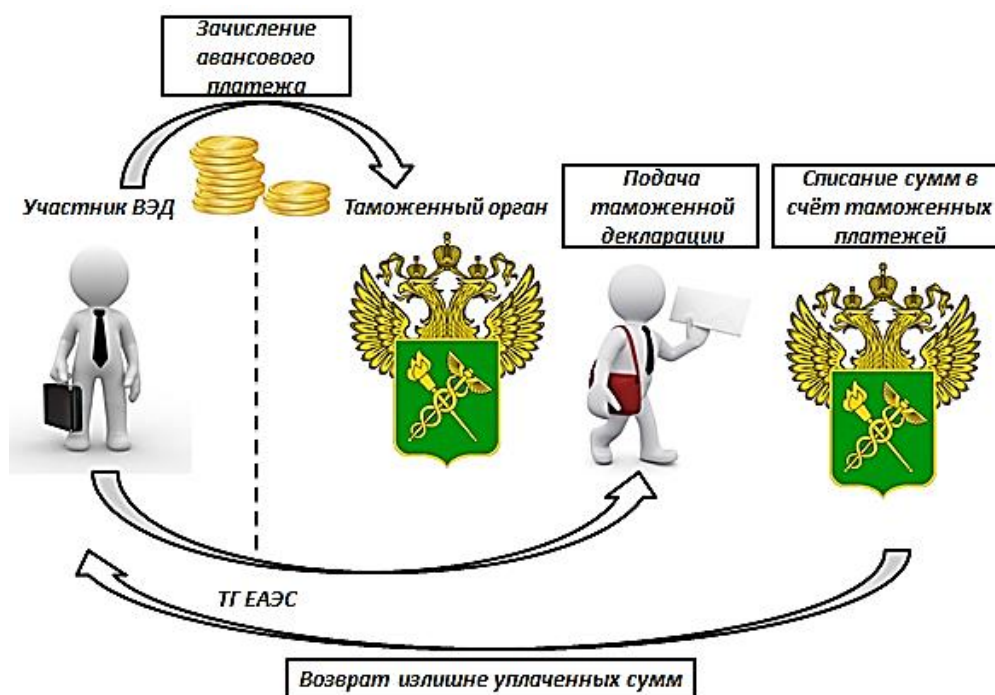 Зачисление
авансового
платежа
Участник ВЭД
Таможенный орган
Подача
таможенной
декларации
Списание сумм в
счёт таможенных
платежей
ТГ ЕАЭС
Возврат излишне уплаченных сумм